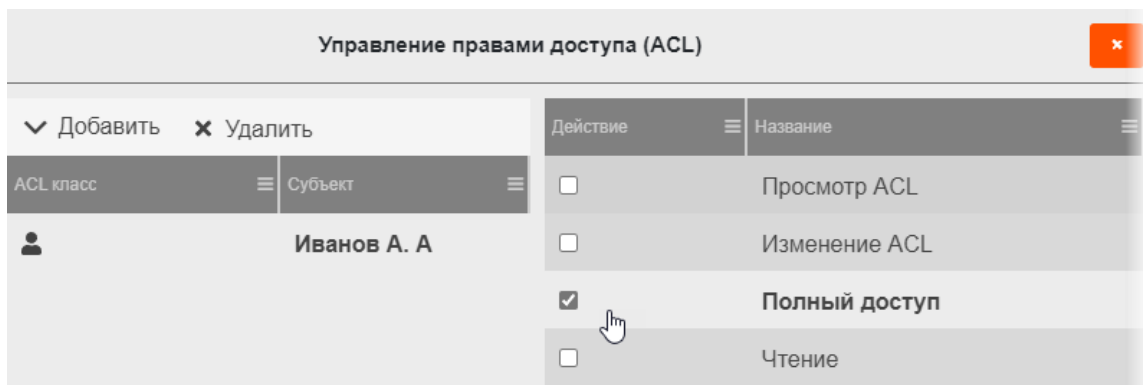 Управление правами доступа (ACL)
Добавить Удалить
ACL класс Субъект
Иванов А. А
Действие Название
Просмотр ACL
Изменение ACL
Полный доступ
Чтение